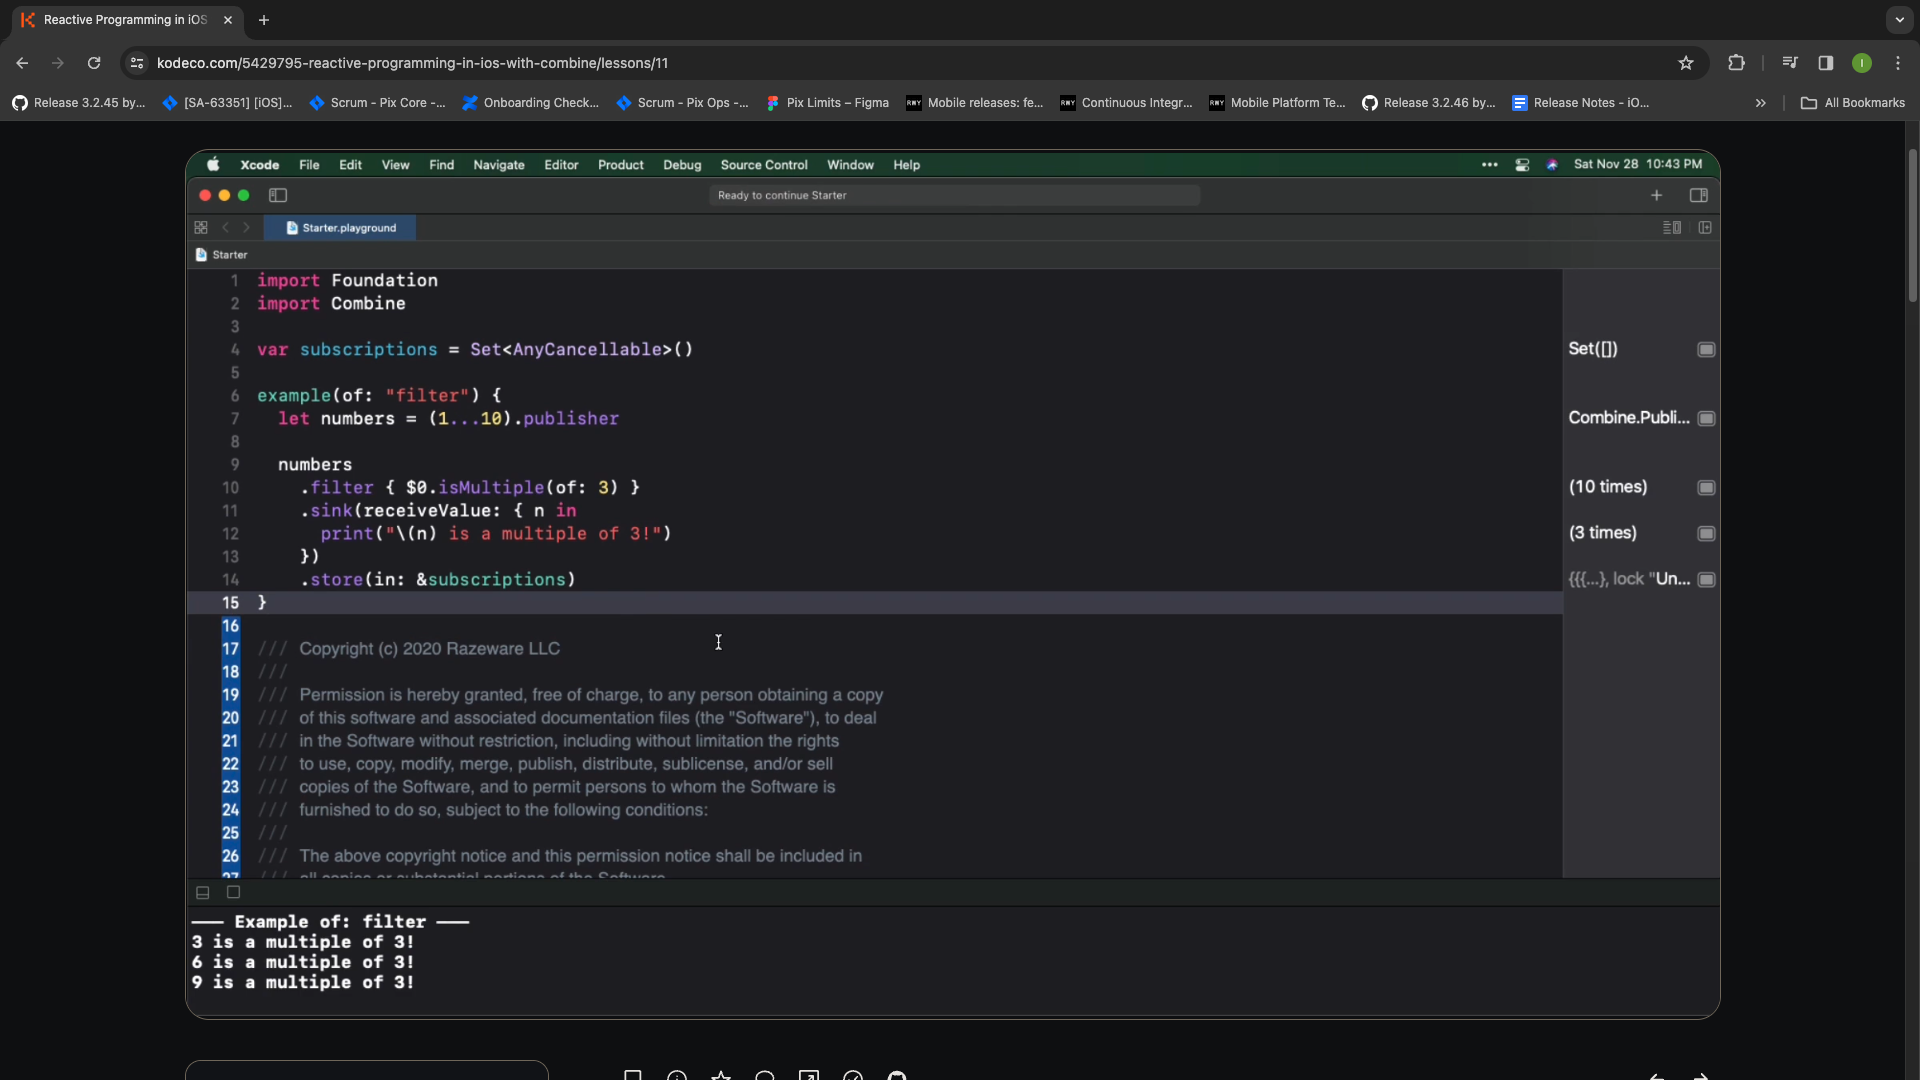 Reactive Programming in iOS
kodeco.com/5429795-reactive-programming-in-ios-with-combine/lessons/11
I
Release 3.2.45 by...
[SA-63351] [iOS]...
Scrum - Pix Core -...
Onboarding Check...
Scrum - Pix Ops -...
Pix Limits – Figma
Mobile releases: fe...
Continuous Integr...
Mobile Platform Te...
Release 3.2.46 by...
Release Notes - iO...
All Bookmarks
Xcode File Edit View Find Navigate Editor Product Debug Source Control Window Help
Sat Nov 28 10:43 PM
Ready to continue Starter
Starter.playground
Starter
1 import Foundation
2 import Combine
3
4 var subscriptions = Set<AnyCancellable>() Set([])
5
6 example(of: "filter") {
7 let numbers = (1...10).publisher Combine.Publi...
8
9 numbers
10 .filter { $0.isMultiple(of: 3) } (10 times)
11 .sink(receiveValue: { n in
12 print("\(n) is a multiple of 3!") (3 times)
13 })
14 .store(in: &subscriptions) {{{...}, lock "Un...
15 }
16
17 /// Copyright (c) 2020 Razeware LLC
18 ///
19 /// Permission is hereby granted, free of charge, to any person obtaining a copy
20 /// of this software and associated documentation files (the "Software"), to deal
21 /// in the Software without restriction, including without limitation the rights
22 /// to use, copy, modify, merge, publish, distribute, sublicense, and/or sell
23 /// copies of the Software, and to permit persons to whom the Software is
24 /// furnished to do so, subject to the following conditions:
25 ///
26 /// The above copyright notice and this permission notice shall be included in
27 /// all copies or substantial portions of the Software.
—— Example of: filter ——
3 is a multiple of 3!
6 is a multiple of 3!
9 is a multiple of 3!